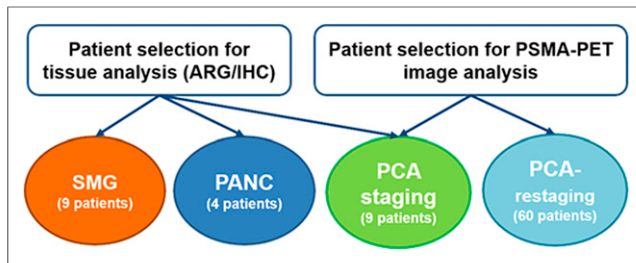 Patient selection for
tissue analysis (ARG/IHC)
Patient selection for PSMA-PET
image analysis
SMG
(9 patients)
PANC
(4 patients)
PCA
staging
(9 patients)
PCA-
restaging
(60 patients)